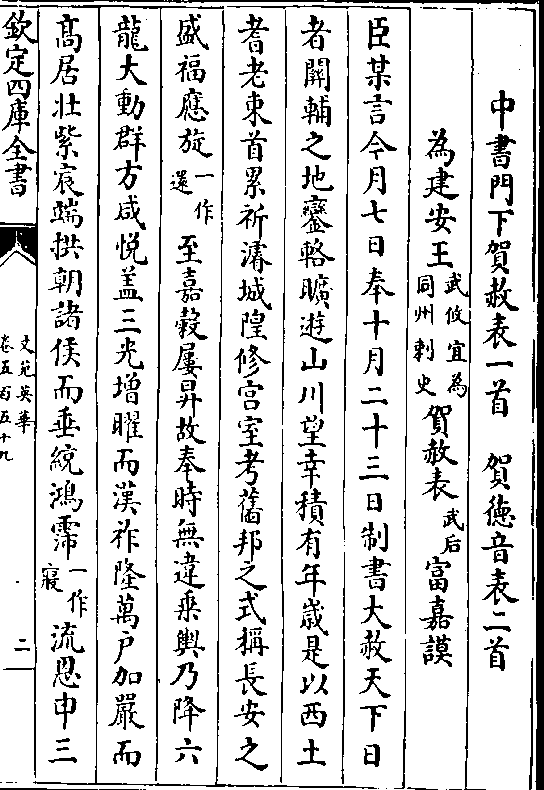 中書門下賀赦表一首　賀德音表二首
為建安王武攸宜為同州刺史賀赦表武后富嘉謨
臣某言今月七日奉十月二十三日制書大赦天下日
者關輔之地鑾輅曠遊山川望幸積有年歲是以西土
耆老東首累祈濬城隍修宫室考舊邦之式稱長安之
盛福應旋一作還至嘉穀屢昇故奉時無違乘輿乃降六
龍大動群方咸悦盖三光增曜而漢祚隆萬户加嚴而
髙居壮紫宸端拱朝諸侯而垂統鴻霈一作寢流恩申三
欽定四庫全書
文苑英華
卷五百五十九
二